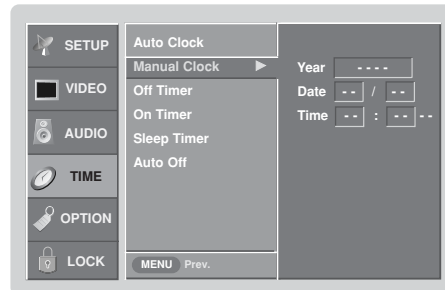 SETUP
VIDEO
AUDIO
TIME
OPTION
LOCK
Auto Clock
Manual Clock ▶
Off Timer
On Timer
Sleep Timer
Auto Off
MENU Prev.
Year - - - -
Date - - / - -
Time - - : - - - -